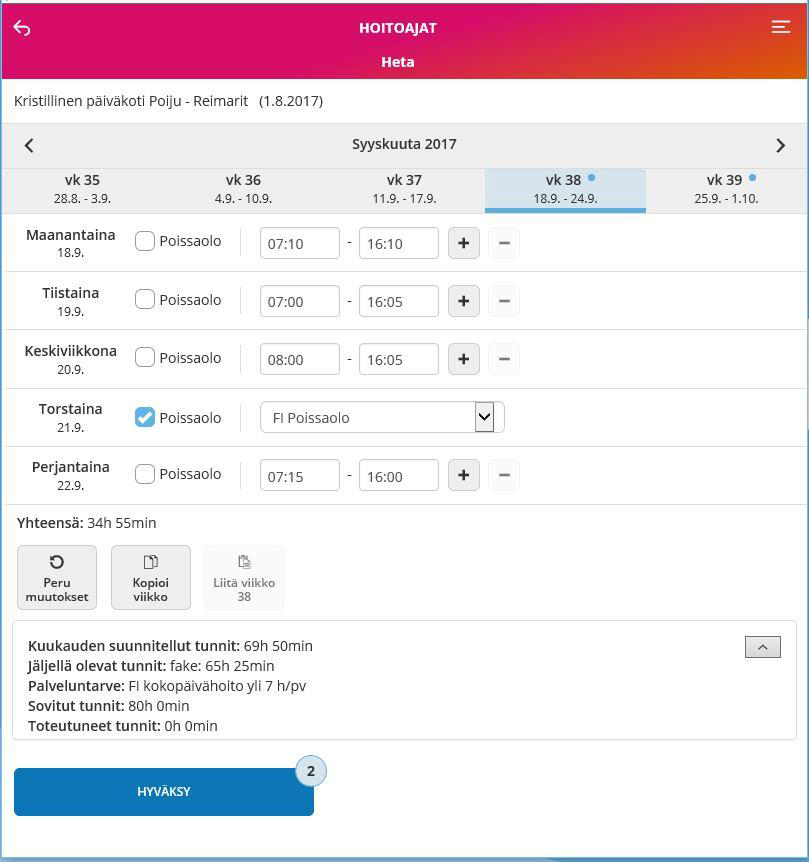 HOITOAJAT
Heta
Kristillinen päiväkoti Poiju - Reimarit (1.8.2017)
Syyskuuta 2017
vk 35
28.8. - 3.9.
vk 36
4.9. - 10.9.
vk 37
11.9. - 17.9.
vk 38
18.9. - 24.9.
vk 39
25.9. - 1.10.
Maanantaina
18.9.
Poissaolo
07:10 - 16:10
+ −
Tiistaina
19.9.
Poissaolo
07:00 - 16:05
+ −
Keskiviikkona
20.9.
Poissaolo
08:00 - 16:05
+ −
Torstaina
21.9.
Poissaolo
FI Poissaolo
Perjantaina
22.9.
Poissaolo
07:15 - 16:00
+ −
Yhteensä: 34h 55min
Peru
muutokset
Kopioi
viikko
Liitä viikko
38
Kuukauden suunnitellut tunnit: 69h 50min
Jäljellä olevat tunnit: fake: 65h 25min
Palveluntarve: FI kokopäivähoito yli 7 h/pv
Sovitut tunnit: 80h 0min
Toteutuneet tunnit: 0h 0min
2
HYVÄKSY